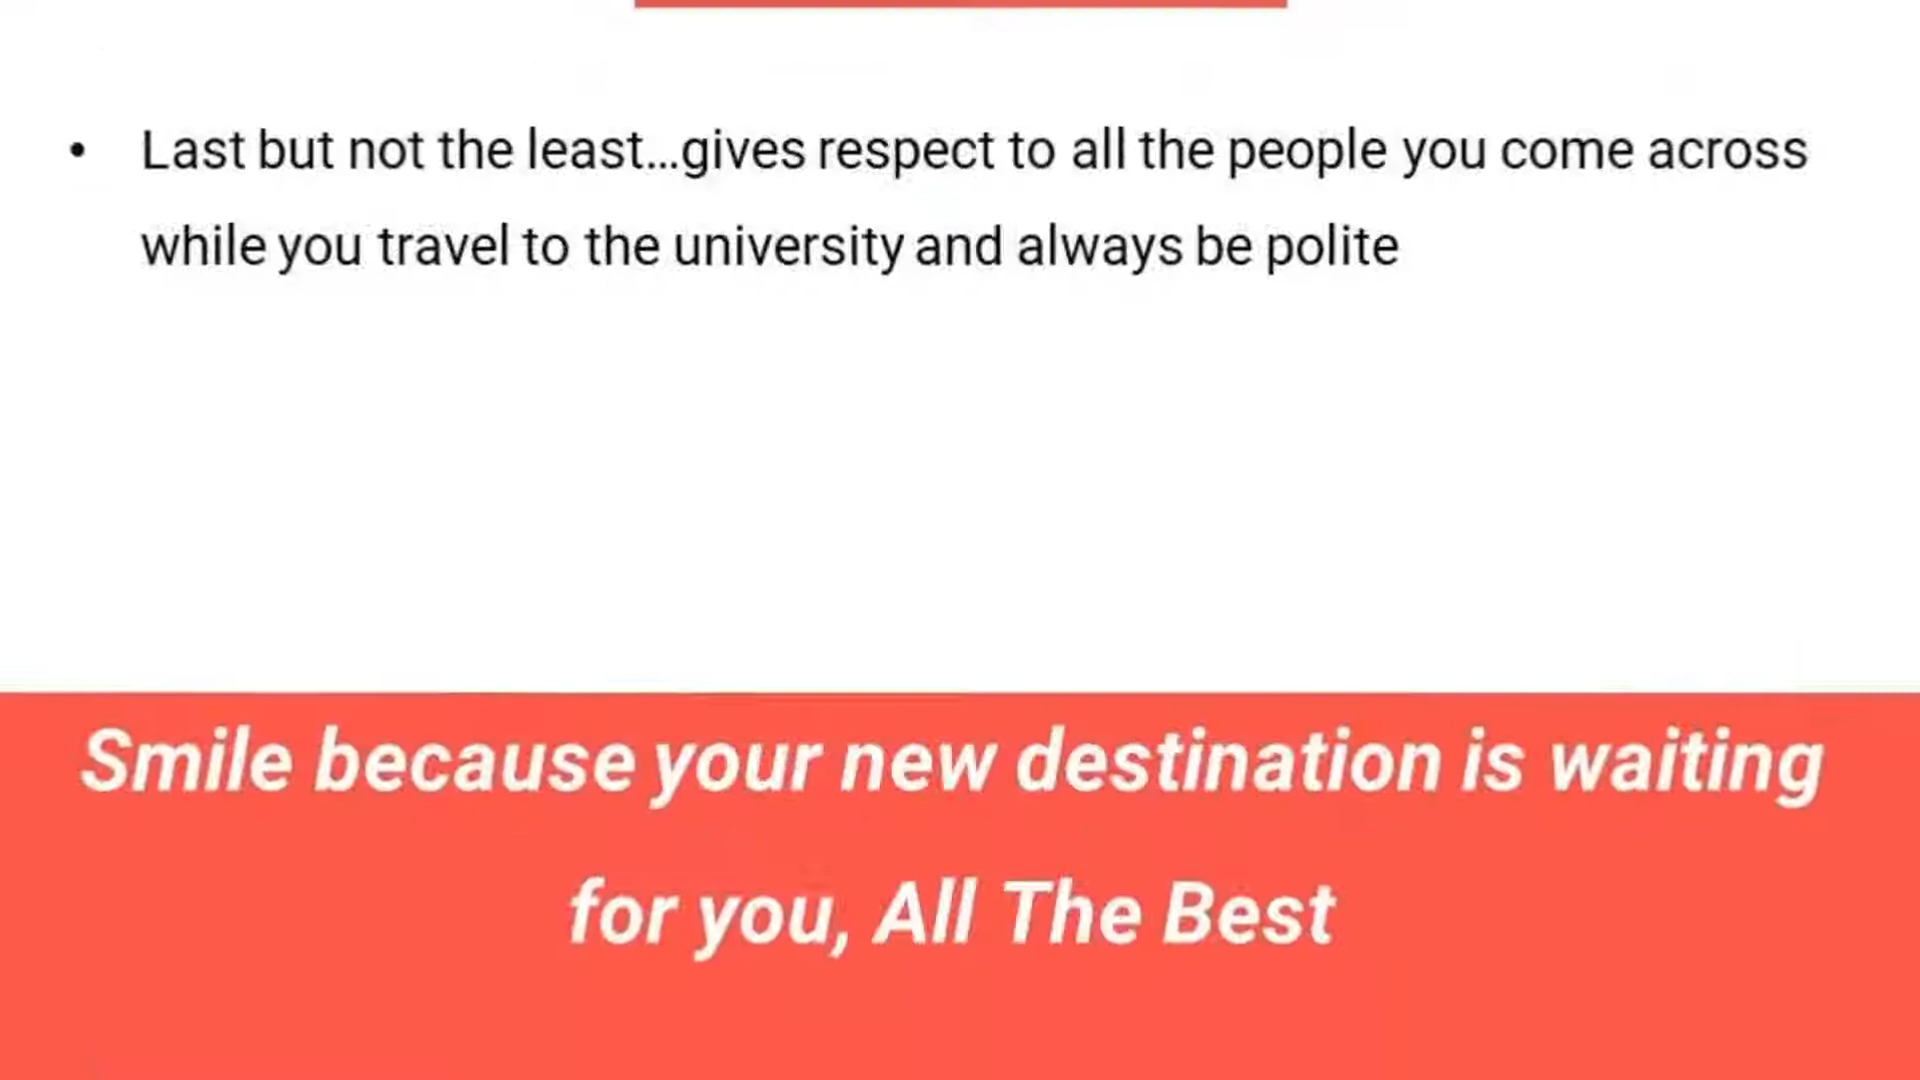 • Last but not the least...gives respect to all the people you come across
while you travel to the university and always be polite
Smile because your new destination is waiting
for you, All The Best